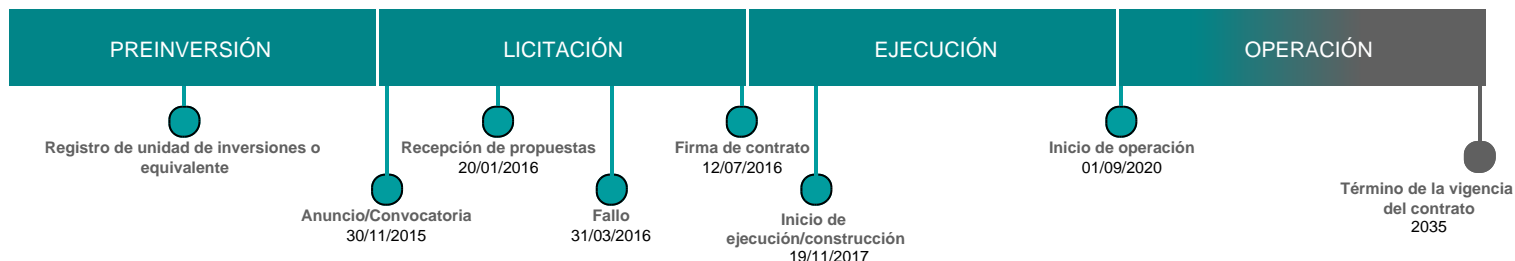 PREINVERSIÓN
LICITACIÓN
EJECUCIÓN
OPERACIÓN
Registro de unidad de inversiones o
equivalente
Anuncio/Convocatoria
30/11/2015
Recepción de propuestas
20/01/2016
Fallo
31/03/2016
Firma de contrato
12/07/2016
Inicio de
ejecución/construcción
19/11/2017
Inicio de operación
01/09/2020
Término de la vigencia
del contrato
2035